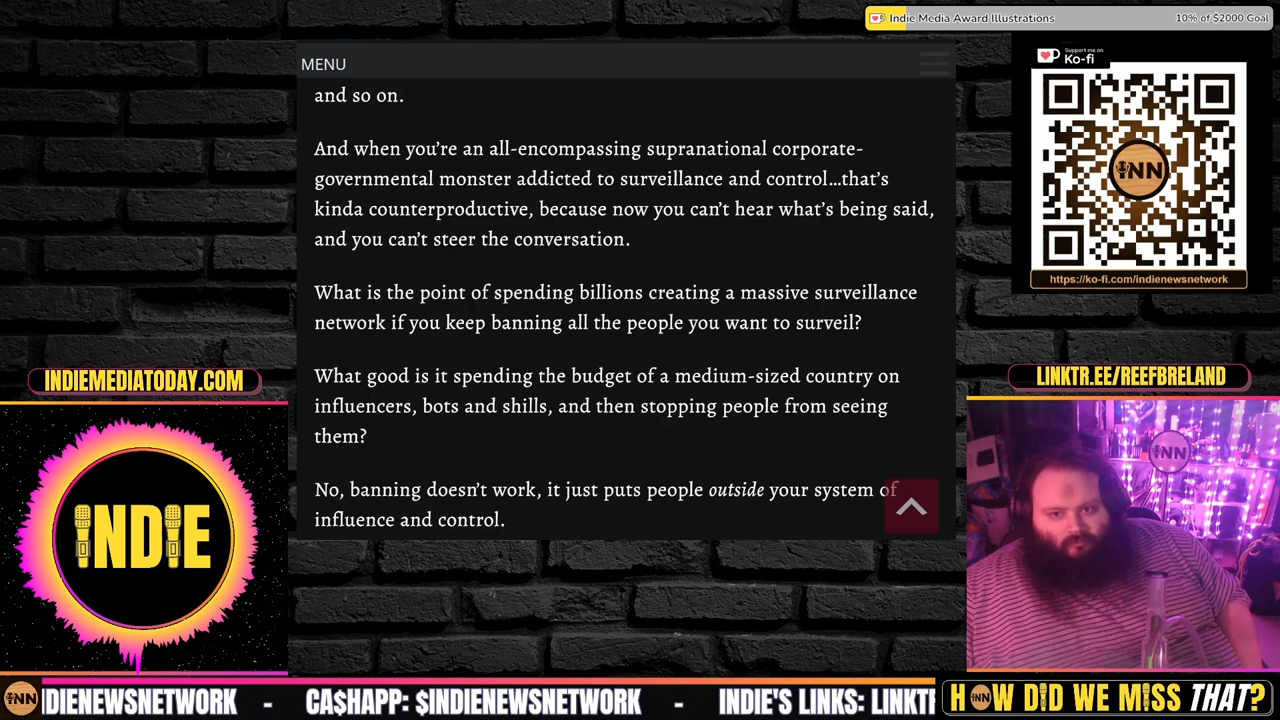 Indie Media Award Illustrations
10% of $2000 Goal
MENU
and so on.
And when you're an all-encompassing supranational corporate-
government monster addicted to surveillance and control…that's
kinda counterproductive, because now you can't hear what's being said,
and you can't steer the conversation.
What is the point of spending billions creating a massive surveillance
network if you keep banning all the people you want to surveil?
What good is it spending the budget of a medium-sized country on
influencers, bots and shills, and then stopping people from seeing
them?
No, banning doesn't work, it just puts people outside your system of
influence and control.
Support me on
Ko-fi
INN
https://ko-fi.com/indienewsnetwork
INDIEMEDIATODAY.COM
INDIE
LINKTR.EE/REEFBRELAND
INN
INN
IDIENEWSNETWORK - CA$HAPP: $INDIENEWSNETWORK - INDIE'S LINKS: LINKTR
HOW DID WE MISS THAT?